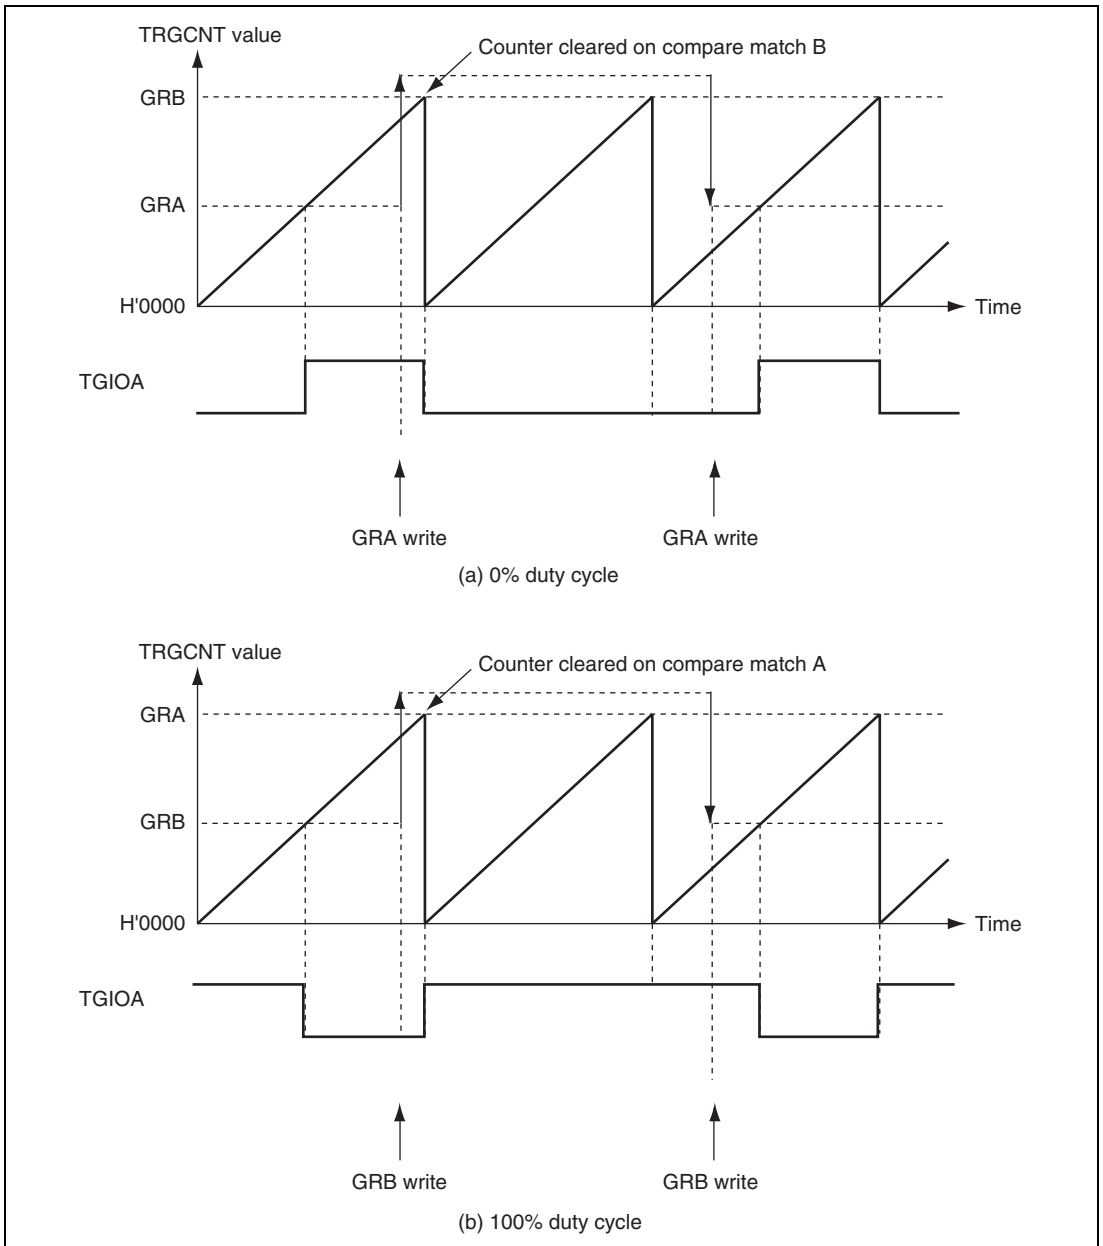 TRGCNT value
Counter cleared on compare match B
GRB
GRA
H'0000
Time
TGIOA
GRA write
GRA write
(a) 0% duty cycle
TRGCNT value
Counter cleared on compare match A
GRA
GRB
H'0000
Time
TGIOA
GRB write
GRB write
(b) 100% duty cycle